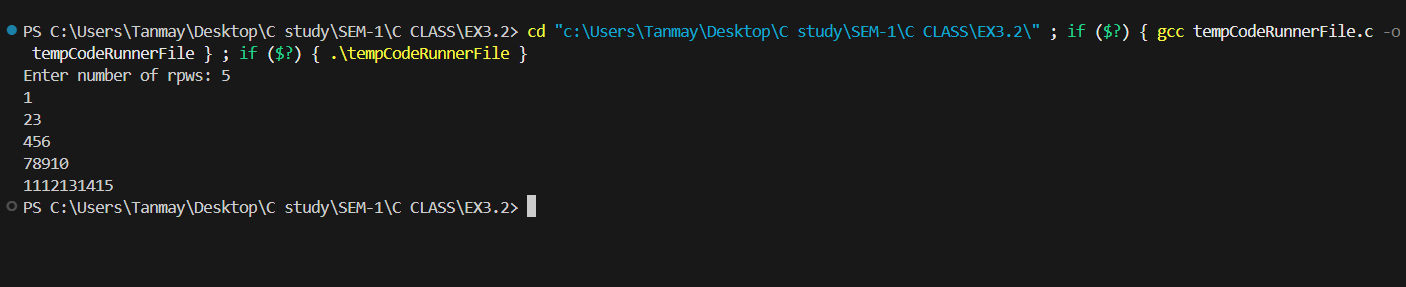 PS C:\Users\Tanmay\Desktop\C study\SEM-1\C CLASS\EX3.2> cd "c:\Users\Tanmay\Desktop\C study\SEM-1\C CLASS\EX3.2\" ; if ($?) { gcc tempCodeRunnerFile.c -o
tempCodeRunnerFile } ; if ($?) { .\tempCodeRunnerFile }
Enter number of rpws: 5
1
23
456
78910
1112131415
PS C:\Users\Tanmay\Desktop\C study\SEM-1\C CLASS\EX3.2>